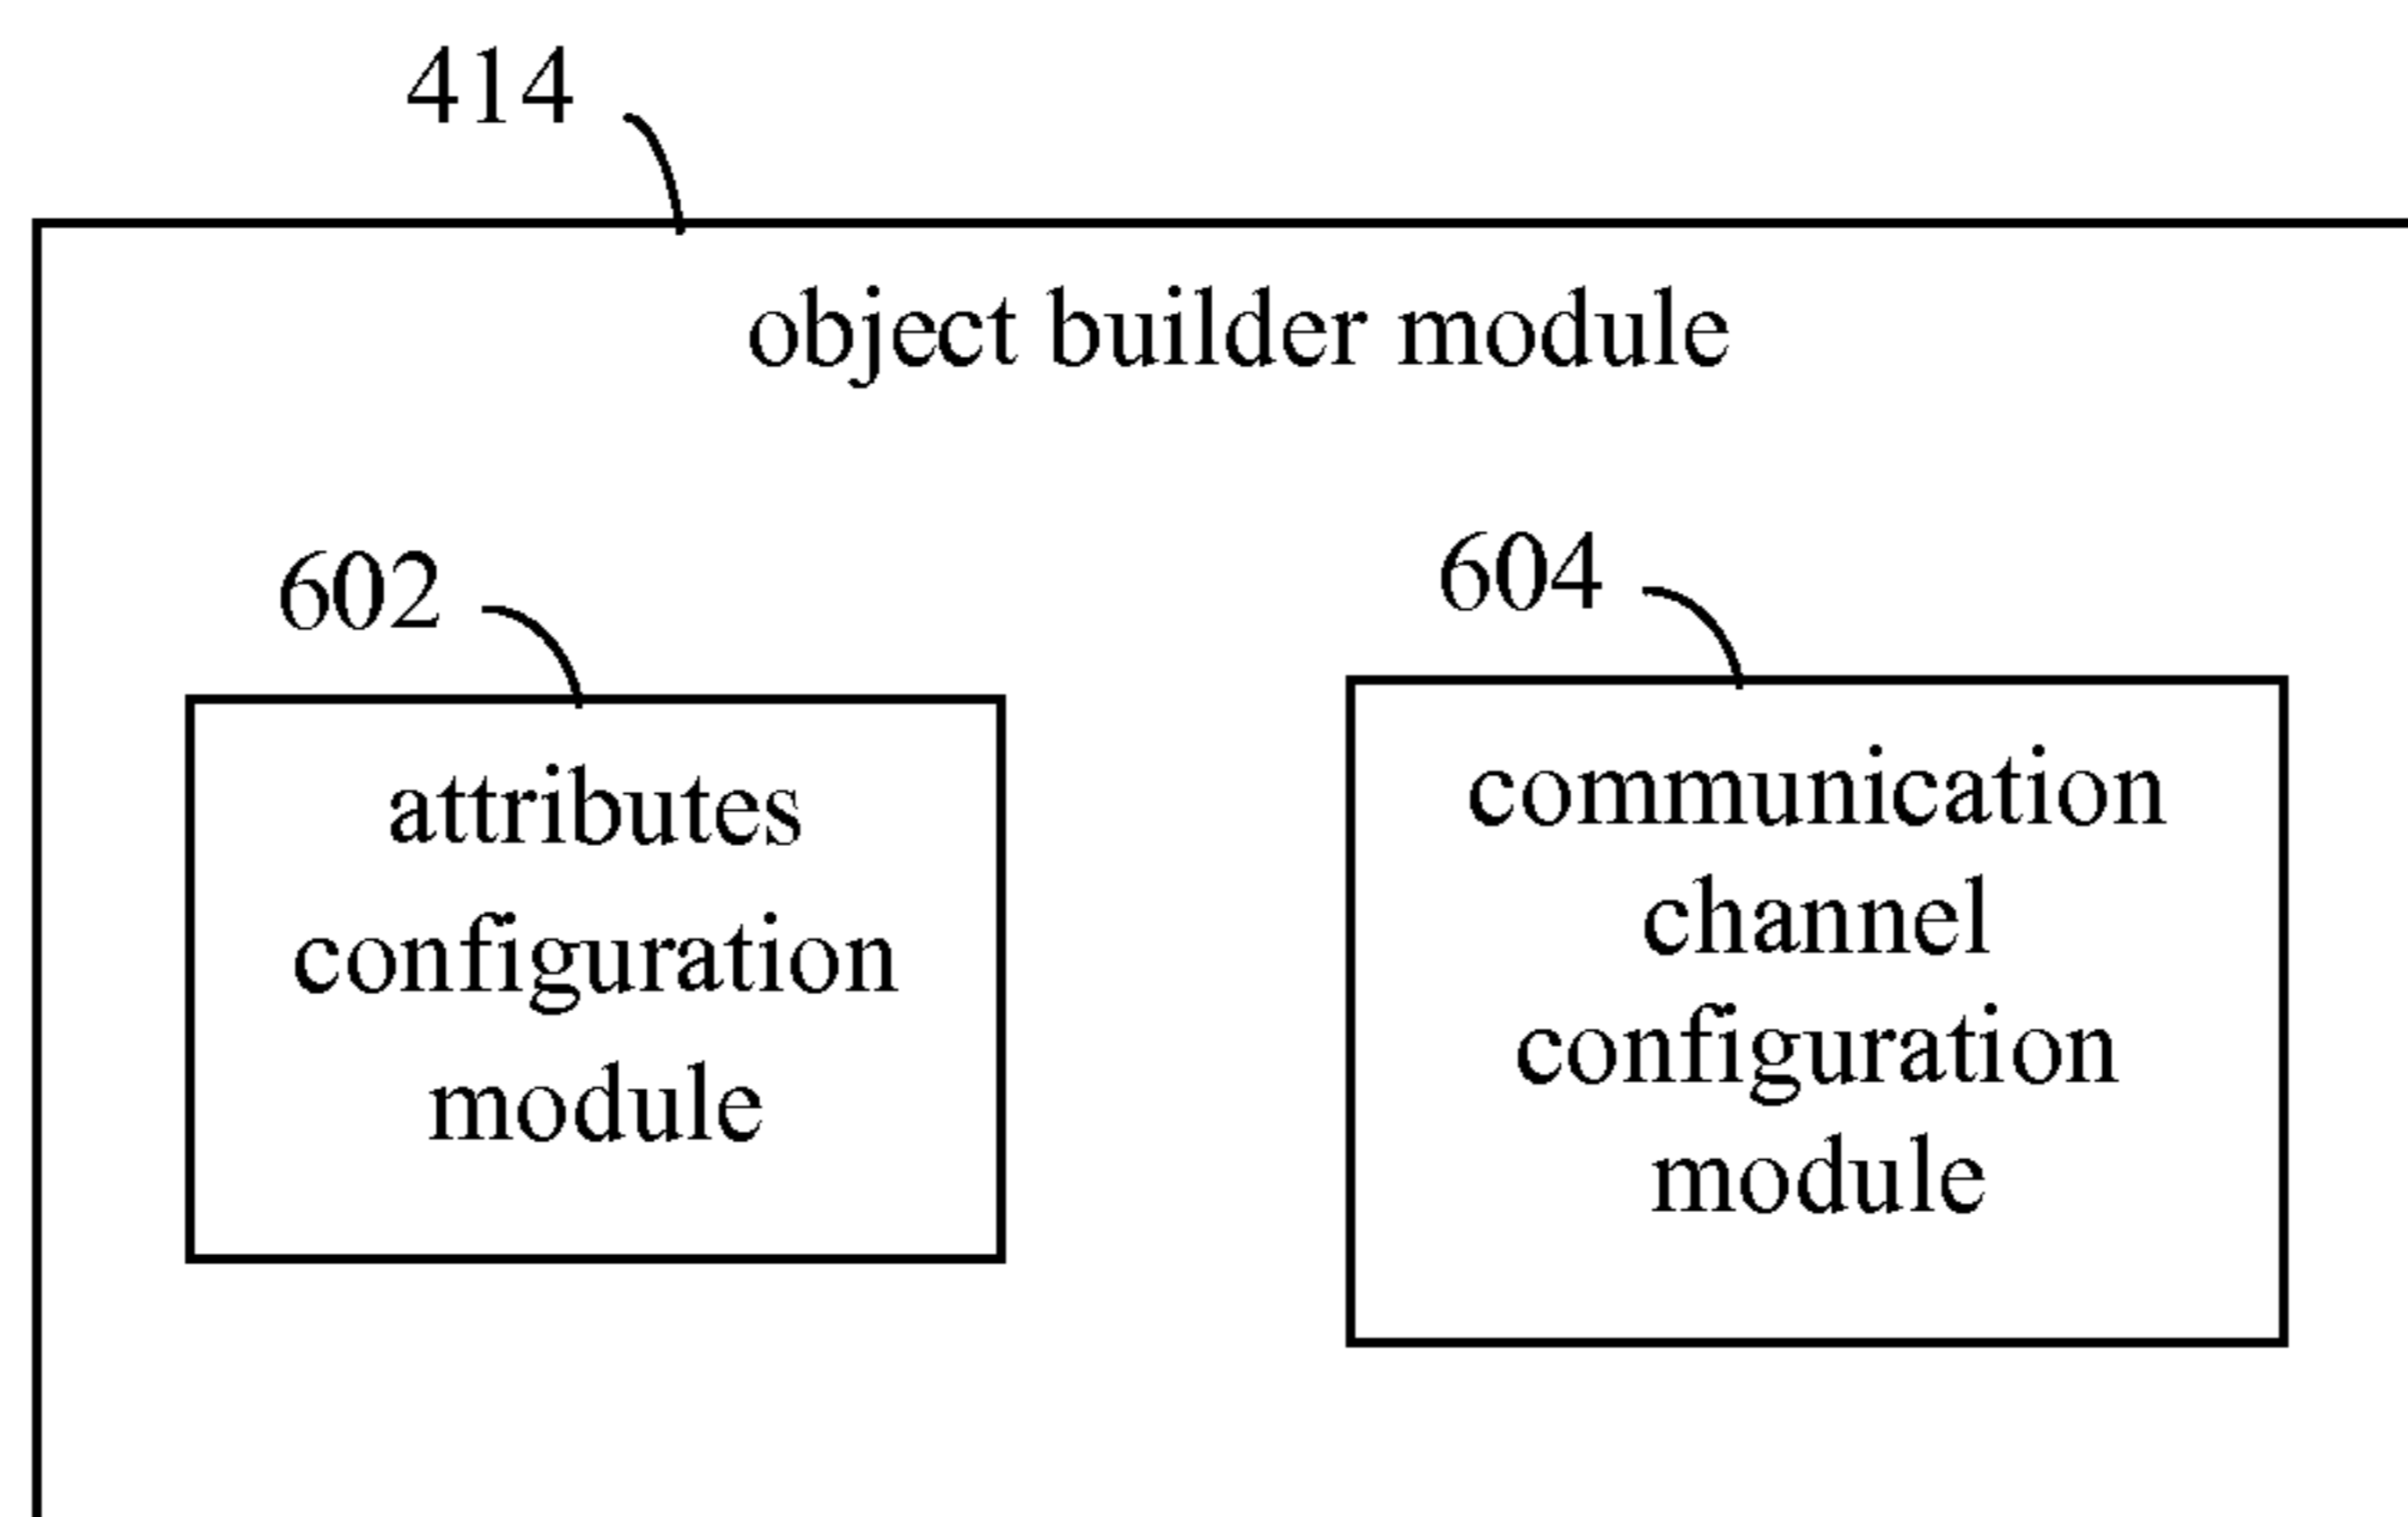 414
object builder module
602
attributes
configuration
module
604
communication
channel
configuration
module